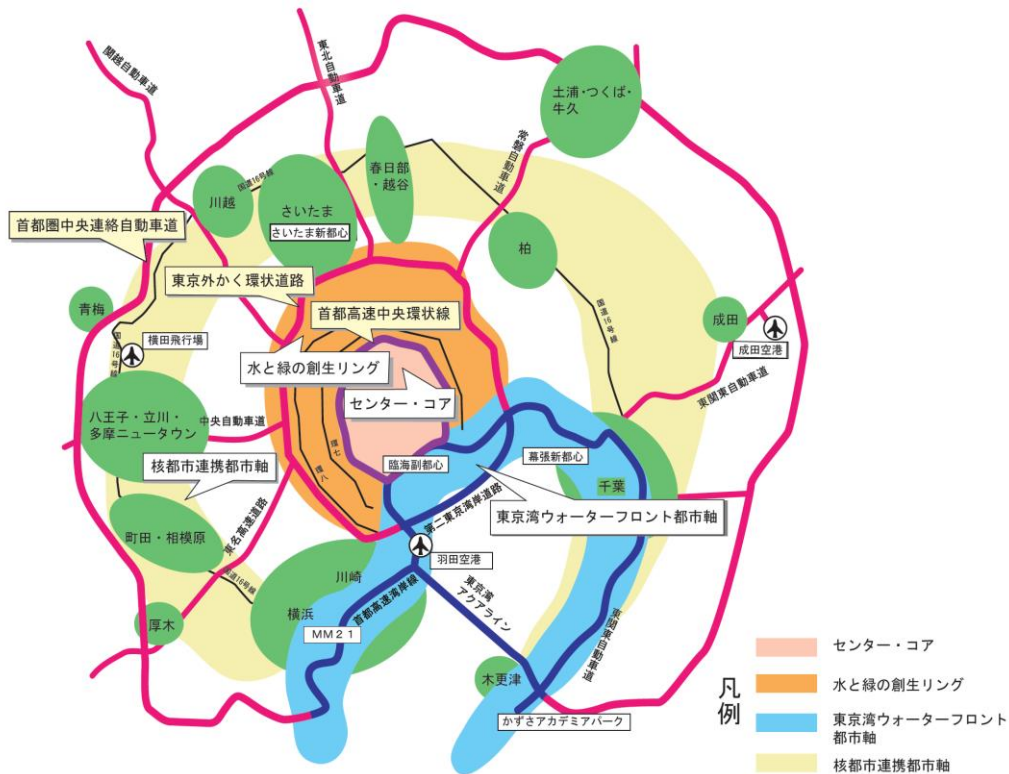 関越自動車道
東北自動車道
土浦・つくば・
牛久
常磐自動車道
春日部
・越谷
国道16号線
川越
さいたま
さいたま新都心
柏
首都圏中央連絡自動車道
東京外かく環状道路
首都高速中央環状線
青梅
国道16号線
横田飛行場
国道16号線
成田
成田空港
水と緑の創生リング
センター・コア
東関東自動車道
八王子・立川・
多摩ニュータウン
中央自動車道
環七
環八
臨海副都心
幕張新都心
核都市連携都市軸
千葉
東京湾ウォーターフロント都市軸
第二東京湾岸道路
町田・相模原
東名高速道路
羽田空港
国道16号線
川崎
横浜
首都高速湾岸線
東京湾
アクアライン
厚木
MM21
東関東自動車道
木更津
かずさアカデミアパーク
凡例
センター・コア
水と緑の創生リング
東京湾ウォーターフロント
都市軸
核都市連携都市軸